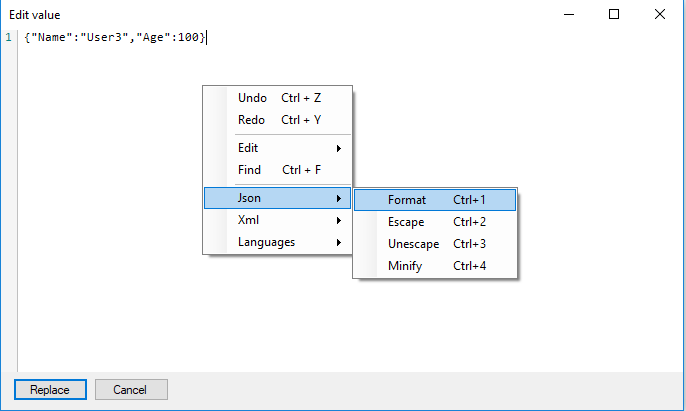 Edit value
1 {"Name":"User3","Age":100}
Undo Ctrl + Z
Redo Ctrl + Y
Edit
Find Ctrl + F
Json
Xml
Languages
Format Ctrl+1
Escape Ctrl+2
Unescape Ctrl+3
Minify Ctrl+4
Replace Cancel